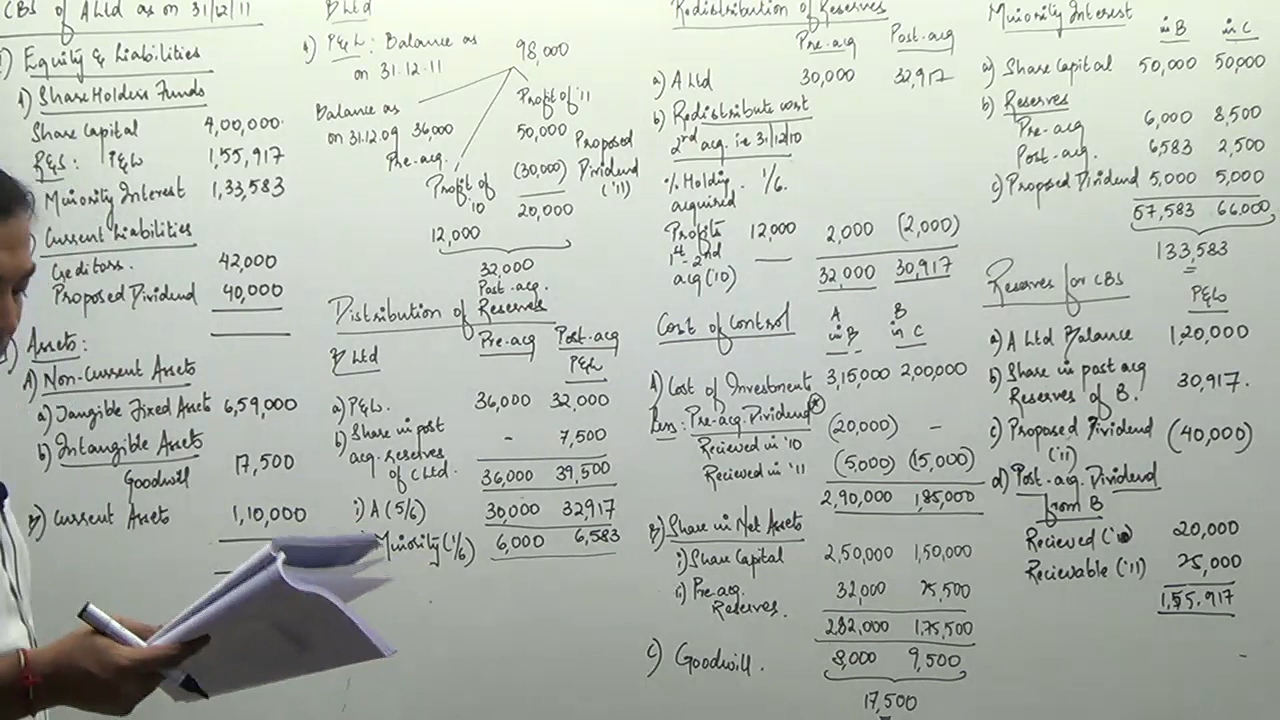 CBS of A Ltd as on 31/12/11
1) Equity & Liabilities
1) Share Holders Funds
Share Capital 4,00,000
R&S: P&L 1,55,917
Minority Interest 1,33,583
Current Liabilities
Creditors. 42,000
Proposed Dividend 40,000
Assets:
A) Non-Current Assets
a) Tangible Fixed Assets 6,59,000
b) Intangible Assets
Goodwill 17,500
B) Current Assets 1,10,000
B Ltd
1) P&L: Balance as on 31.12.11 98,000
Balance as on 31.12.09 36,000
Pre-acq.
Profit of '10
12,000
Profit of '11
50,000
(30,000) Proposed Dividend ('11)
20,000
32,000
Post-acq.
Distribution of Reserves
B Ltd Pre-acq Post-acq
P&L
a) P&L. 36,000 32,000
b) Share in post acq. reserves of C Ltd. - 7,500
36,000 39,500
i) A (5/6) 30,000 32,917
Minority (1/6) 6,000 6,583
Redistribution of Reserves
Pre-acq Post-acq
a) A Ltd 30,000 32,917
b) Redistribute cost
2nd acq. i.e 31/12/10
% Holding acquired - 1/6.
Profits 12,000 2,000 (2,000)
1st - 2nd
acq ('10) 32,000 30,917
Cost of Control
A in B B in C
A) Cost of Investment 3,15,000 2,00,000
Less: Pre-acq. Dividend *
Recieved in '10 (20,000) -
Recieved in '11 (5,000) (15,000)
2,90,000 1,85,000
B) Share in Net Assets
i) Share Capital 2,50,000 1,50,000
ii) Pre-acq. Reserves. 32,000 25,500
2,82,000 1,75,500
C) Goodwill. 8,000 9,500
17,500
Minority Interest
in B in C
a) Share Capital 50,000 50,000
b) Reserves
Pre-acq 6,000 8,500
Post-acq. 6,583 2,500
c) Proposed Dividend 5,000 5,000
67,583 66,000
133,583
Reserves for CBS
P&L
a) A Ltd Balance 1,20,000
b) Share in post acq Reserves of B. 30,917.
c) Proposed Dividend ('11) (40,000)
d) Post-acq. Dividend from B
Recieved ('10) 20,000
Recievable ('11) 25,000
1,55,917